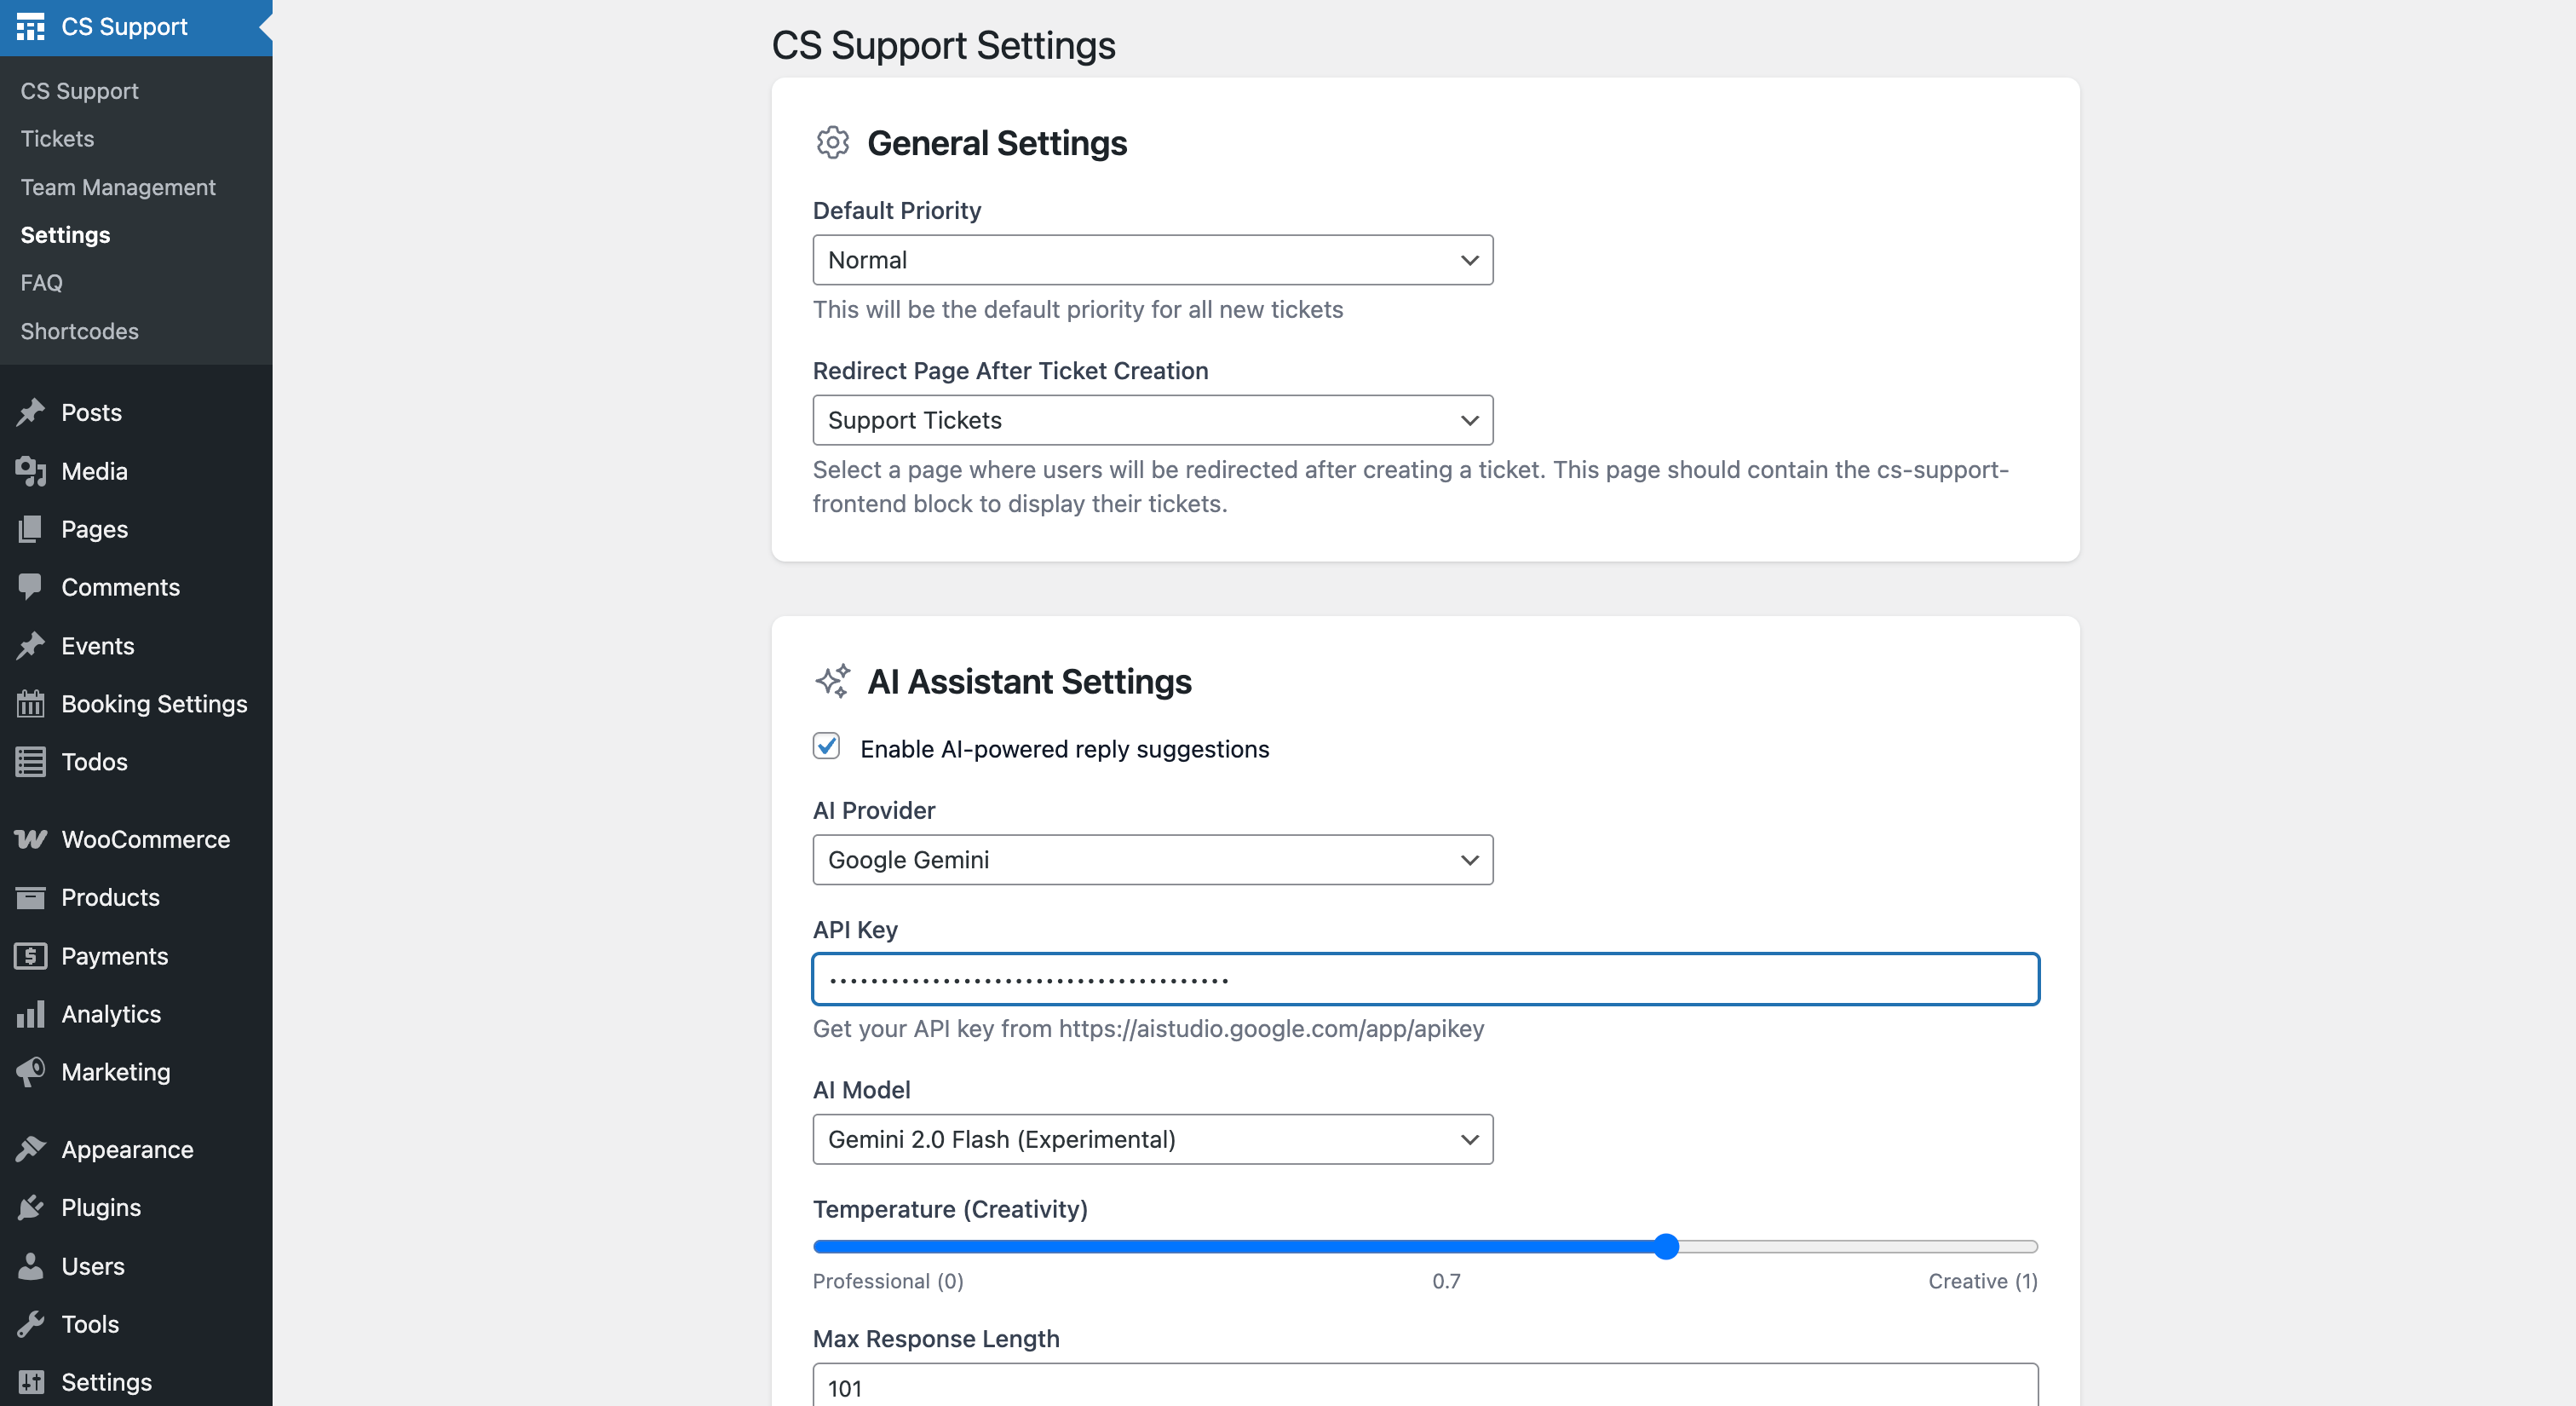 CS Support
CS Support
Tickets
Team Management
Settings
FAQ
Shortcodes
Posts
Media
Pages
Comments
Events
Booking Settings
Todos
WooCommerce
Products
Payments
Analytics
Marketing
Appearance
Plugins
Users
Tools
Settings
CS Support Settings
General Settings
Default Priority
Normal
This will be the default priority for all new tickets
Redirect Page After Ticket Creation
Support Tickets
Select a page where users will be redirected after creating a ticket. This page should contain the cs-support-
frontend block to display their tickets.
AI Assistant Settings
Enable AI-powered reply suggestions
AI Provider
Google Gemini
API Key
Get your API key from https://aistudio.google.com/app/apikey
AI Model
Gemini 2.0 Flash (Experimental)
Temperature (Creativity)
Professional (0) 0.7 Creative (1)
Max Response Length
101